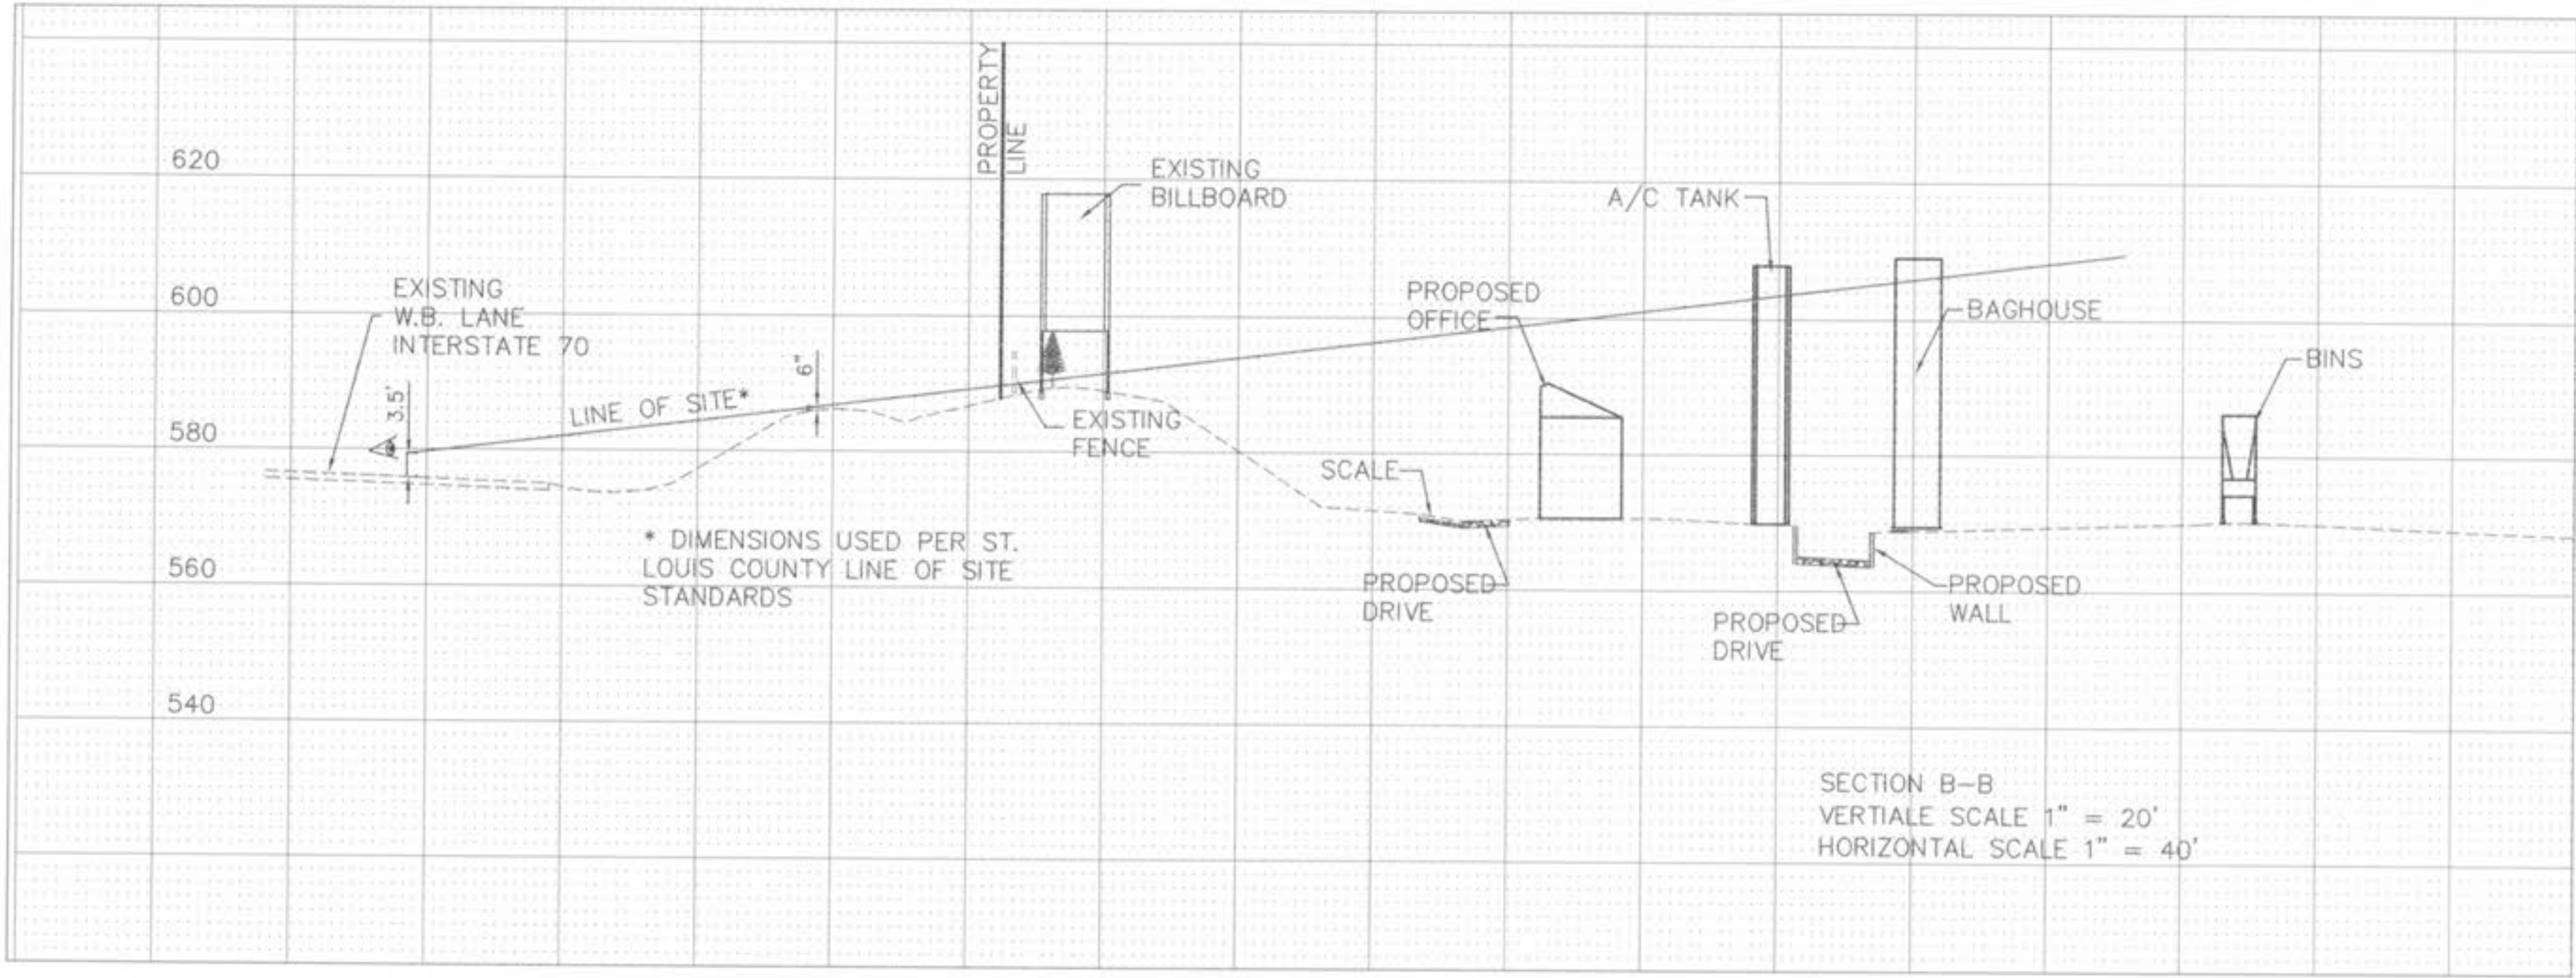 PROPERTY
LINE
620
EXISTING
BILLBOARD
A/C TANK
EXISTING
W.B. LANE
INTERSTATE 70
600
PROPOSED
OFFICE
BAGHOUSE
BINS
6"
3.5'
LINE OF SITE*
580
EXISTING
FENCE
SCALE
* DIMENSIONS USED PER ST.
LOUIS COUNTY LINE OF SITE
STANDARDS
560
PROPOSED
DRIVE
PROPOSED
WALL
PROPOSED
DRIVE
540
SECTION B-B
VERTIALE SCALE 1" = 20'
HORIZONTAL SCALE 1" = 40'